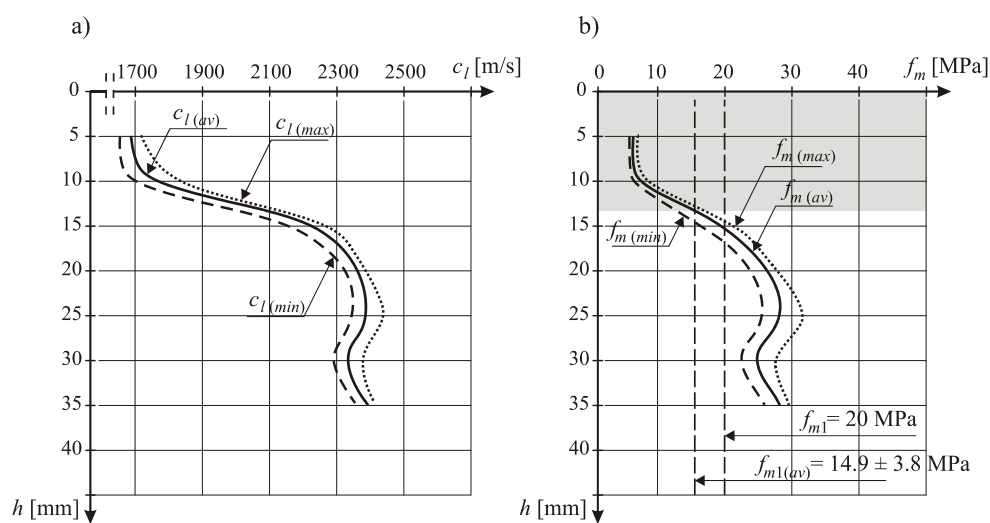 a)
1700 1900 2100 2300 2500 c_l [m/s]
0
5
10
15
20
25
30
35
40
h [mm]
c_l (av)
c_l (max)
c_l (min)
b)
0 10 20 30 40 f_m [MPa]
0
5
10
15
20
25
30
35
40
h [mm]
f_m (max)
f_m (av)
f_m (min)
f_m1 = 20 MPa
f_m1(av) = 14.9 ± 3.8 MPa